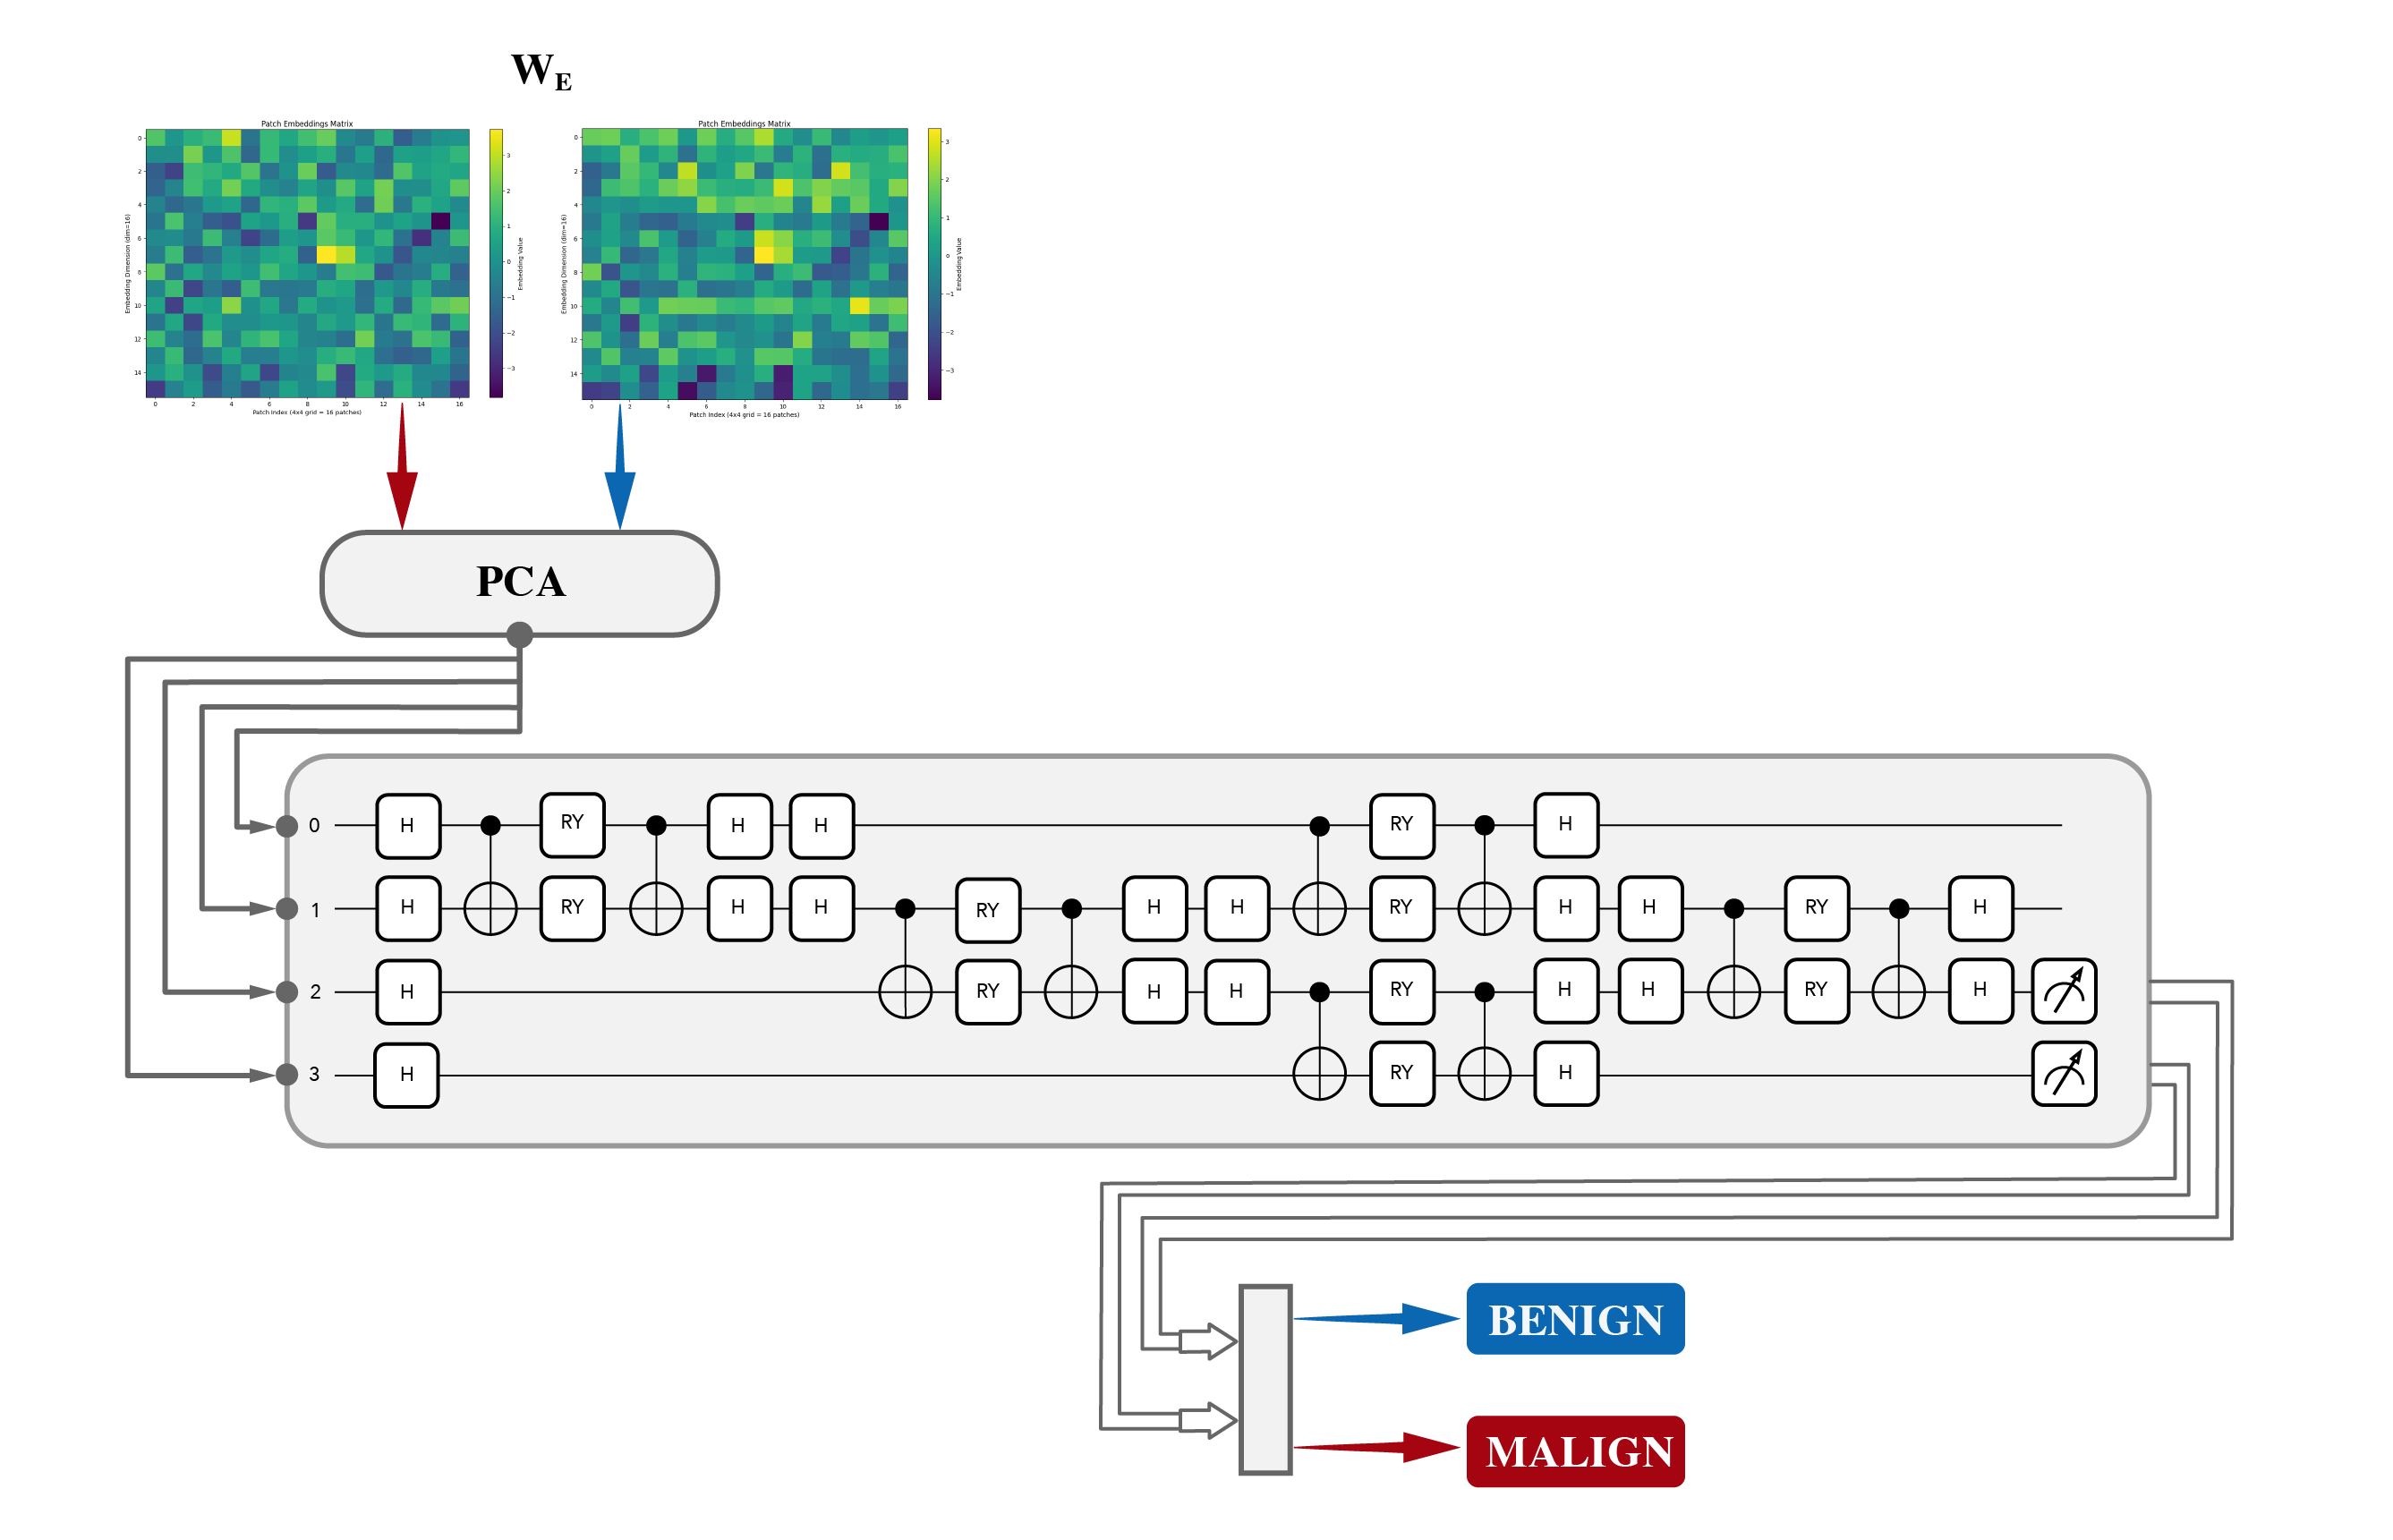 W_E
Patch Embeddings Matrix
Embedding Dimension (dim=16)
0
2
4
6
8
10
12
14
0 2 4 6 8 10 12 14 16
Patch Index (4x4 grid = 16 patches)
3
2
1
0
−1
−2
−3
Embedding Value
Patch Embeddings Matrix
Embedding Dimension (dim=16)
0
2
4
6
8
10
12
14
0 2 4 6 8 10 12 14 16
Patch Index (4x4 grid = 16 patches)
3
2
1
0
−1
−2
−3
Embedding Value
PCA
0 H RY H H RY H
1 H RY H H RY H H RY H H RY H
2 H RY H H RY H H RY H
3 H RY H
BENIGN
MALIGN